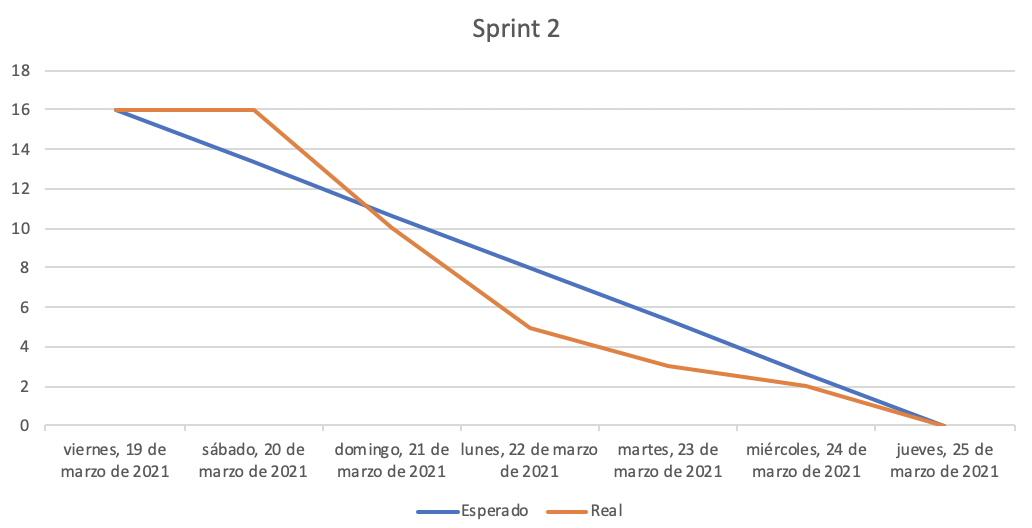 Sprint 2
18
16
14
12
10
8
6
4
2
0
viernes, 19 de
marzo de 2021
sábado, 20 de
marzo de 2021
domingo, 21 de
marzo de 2021
lunes, 22 de marzo
de 2021
martes, 23 de
marzo de 2021
miércoles, 24 de
marzo de 2021
jueves, 25 de
marzo de 2021
Esperado
Real